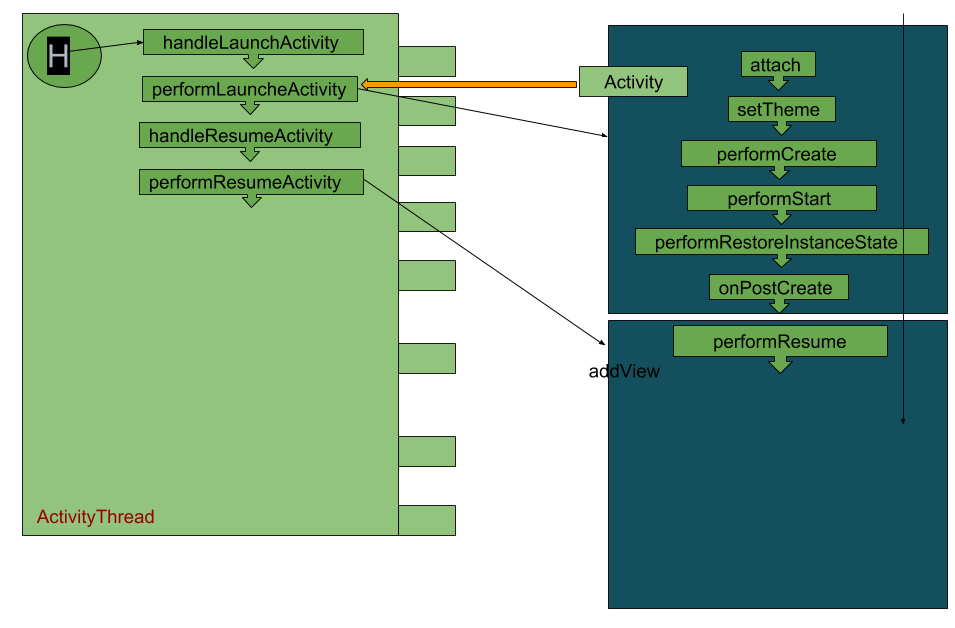 H
handleLaunchActivity
performLauncheActivity
handleResumeActivity
performResumeActivity
ActivityThread
Activity
attach
setTheme
performCreate
performStart
performRestoreInstanceState
onPostCreate
performResume
addView